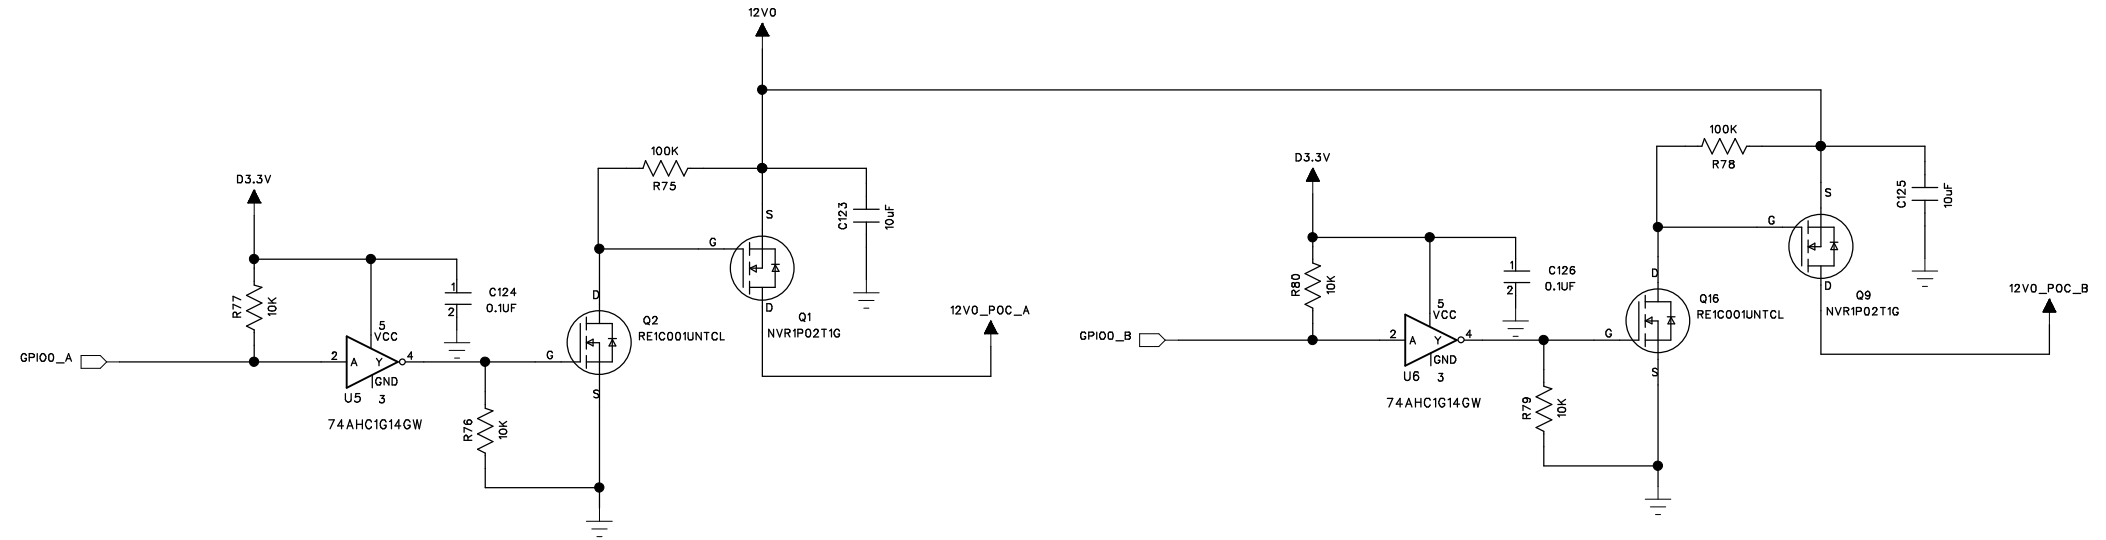 12V0
D3.3V
R77
10K
GPIO0_A
2
A
5
VCC
Y
4
GND
U5
3
74AHC1G14GW
1
2
C124
0.1UF
R76
10K
100K
R75
G
D
S
Q2
RE1C001UNTCL
G
S
D
Q1
NVR1P02T1G
C123
10uF
12V0_POC_A
D3.3V
R80
10K
GPIO0_B
2
A
5
VCC
Y
4
GND
U6
3
74AHC1G14GW
1
2
C126
0.1UF
R79
10K
100K
R78
G
D
S
Q16
RE1C001UNTCL
G
S
D
Q9
NVR1P02T1G
C125
10uF
12V0_POC_B